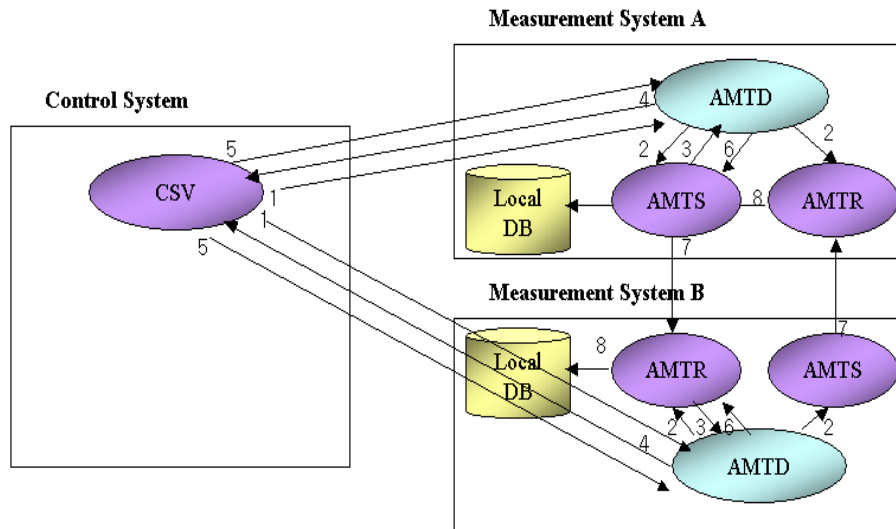 Measurement System A
Control System
AMTD
4
5
2
3
6
2
CSV
Local
DB
AMTS
8
AMTR
1
1
5
7
Measurement System B
8
7
Local
DB
AMTR
AMTS
2
3
6
2
4
AMTD